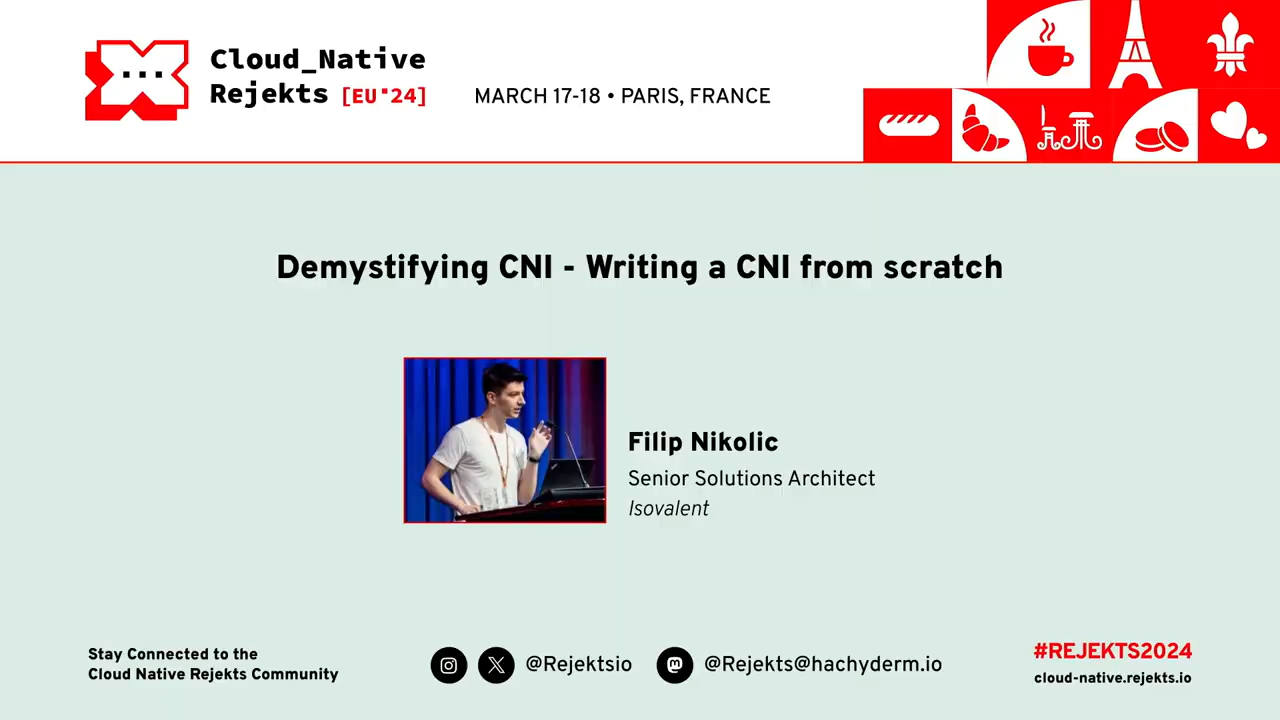 Cloud_Native
Rejekts [EU'24]
MARCH 17-18 • PARIS, FRANCE
Demystifying CNI - Writing a CNI from scratch
Filip Nikolic
Senior Solutions Architect
Isovalent
Stay Connected to the
Cloud Native Rejekts Community
@Rejektsio
@Rejekts@hachyderm.io
#REJEKTS2024
cloud-native.rejekts.io